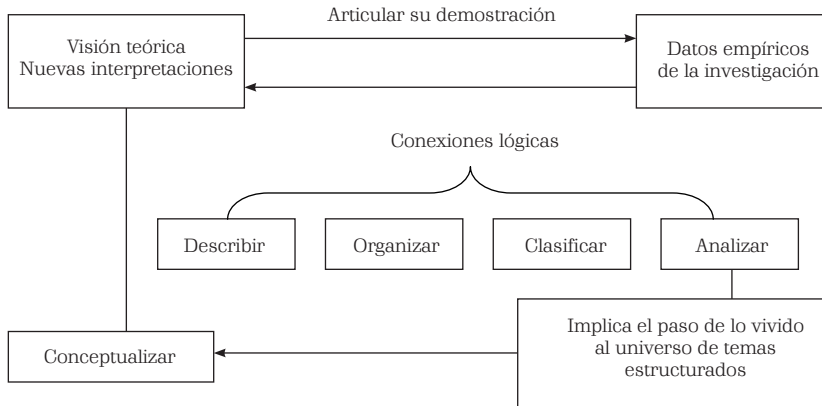 Articular su demostración
Visión teórica
Nuevas interpretaciones
Datos empíricos
de la investigación
Conexiones lógicas
Describir
Organizar
Clasificar
Analizar
Implica el paso de lo vivido
al universo de temas
estructurados
Conceptualizar